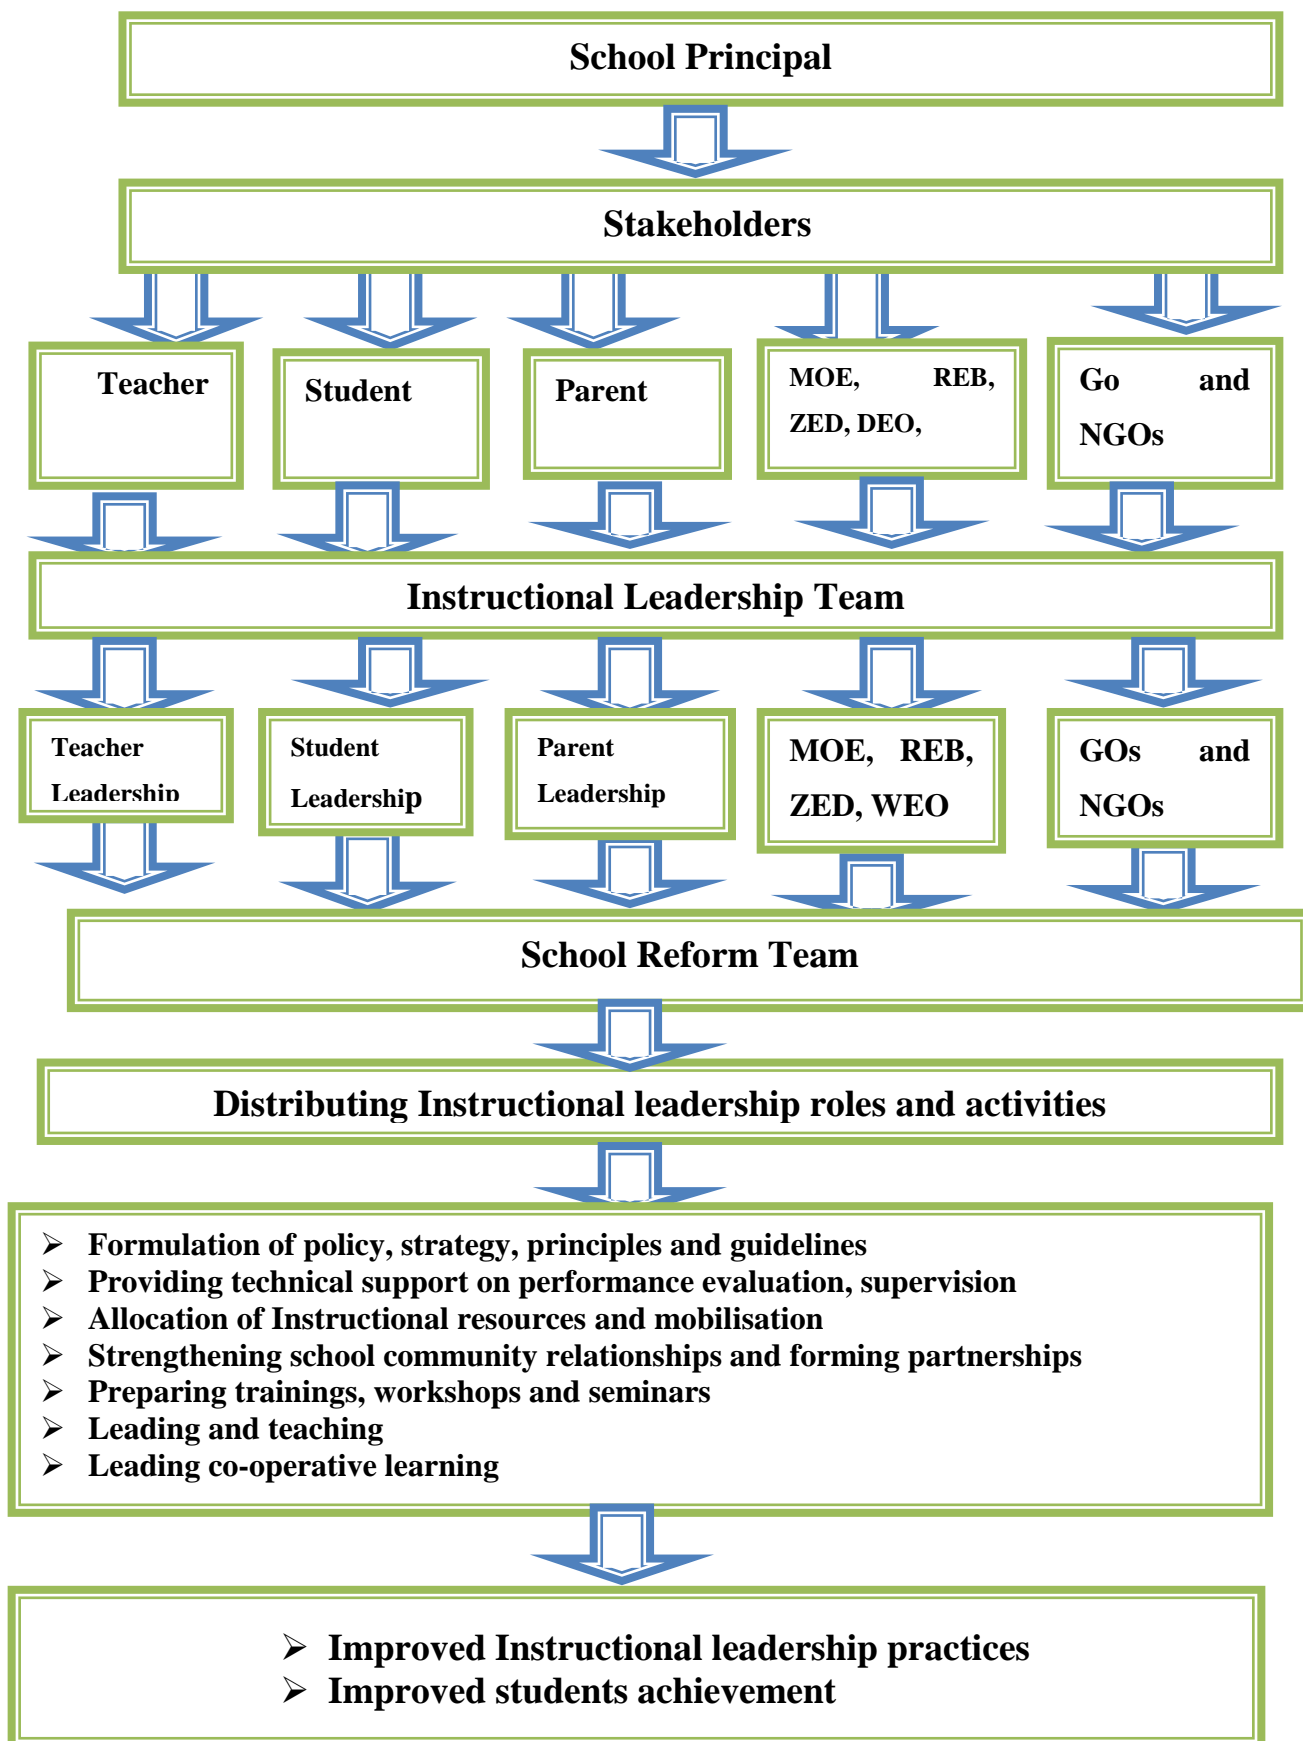 School Principal
Stakeholders
Teacher
Student
Parent
MOE, REB,
ZED, DEO,
Go and
NGOs
Instructional Leadership Team
Teacher
Leadership
Student
Leadership
Parent
Leadership
MOE, REB,
ZED, WEO
GOs and
NGOs
School Reform Team
Distributing Instructional leadership roles and activities
➢ Formulation of policy, strategy, principles and guidelines
➢ Providing technical support on performance evaluation, supervision
➢ Allocation of Instructional resources and mobilisation
➢ Strengthening school community relationships and forming partnerships
➢ Preparing trainings, workshops and seminars
➢ Leading and teaching
➢ Leading co-operative learning
➢ Improved Instructional leadership practices
➢ Improved students achievement